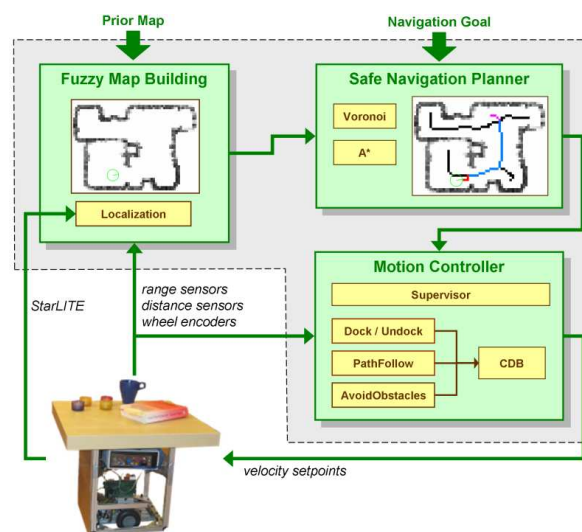 Prior Map
Navigation Goal
Fuzzy Map Building
Localization
Safe Navigation Planner
Voronoi
A*
StarLITE
range sensors
distance sensors
wheel encoders
Motion Controller
Supervisor
Dock / Undock
PathFollow
AvoidObstacles
CDB
velocity setpoints